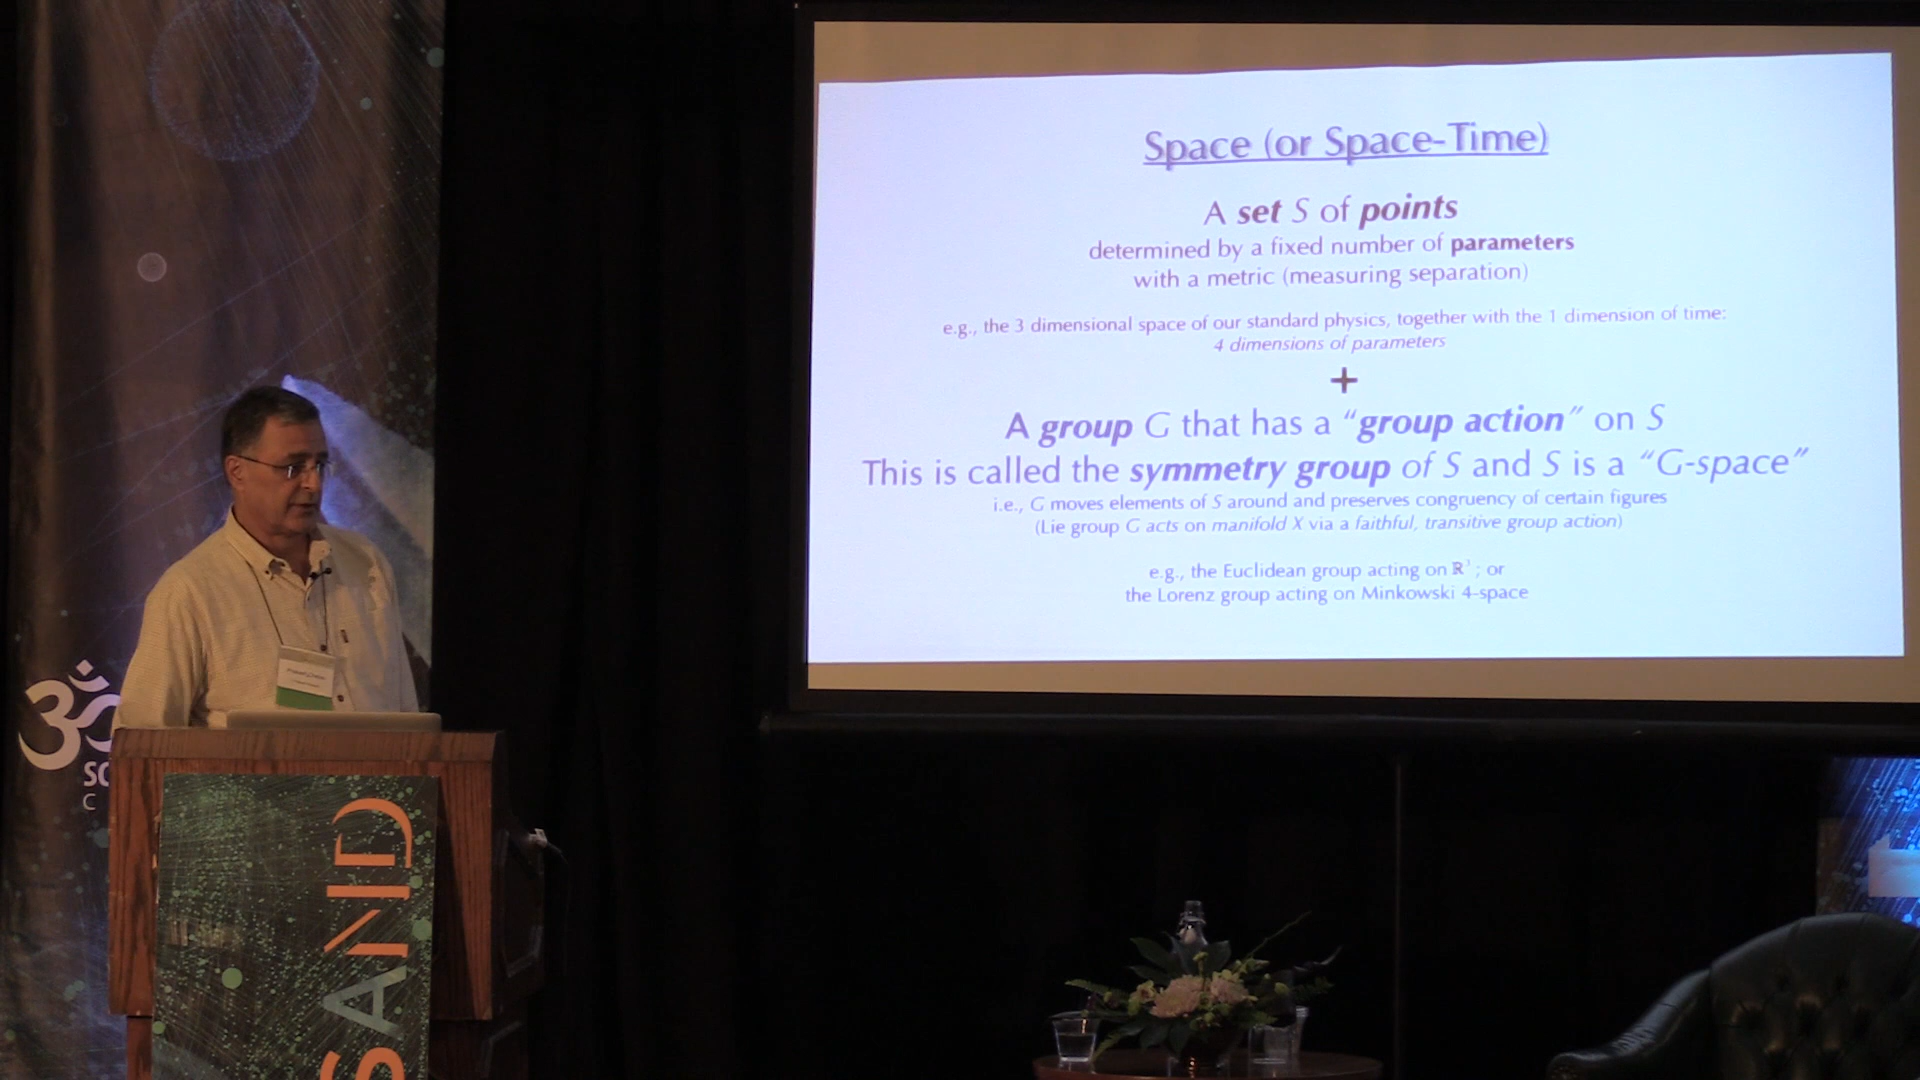 Space (or Space-Time)
A set S of points
determined by a fixed number of parameters
with a metric (measuring separation)
e.g., the 3 dimensional space of our standard physics, together with the 1 dimension of time:
4 dimensions of parameters
+
A group G that has a “group action” on S
This is called the symmetry group of S and S is a “G-space”
i.e., G moves elements of S around and preserves congruency of certain figures
(Lie group G acts on manifold X via a faithful, transitive group action)
e.g., the Euclidean group acting on ℝ³ ; or
the Lorenz group acting on Minkowski 4-space
ॐ
SC
C
SAND